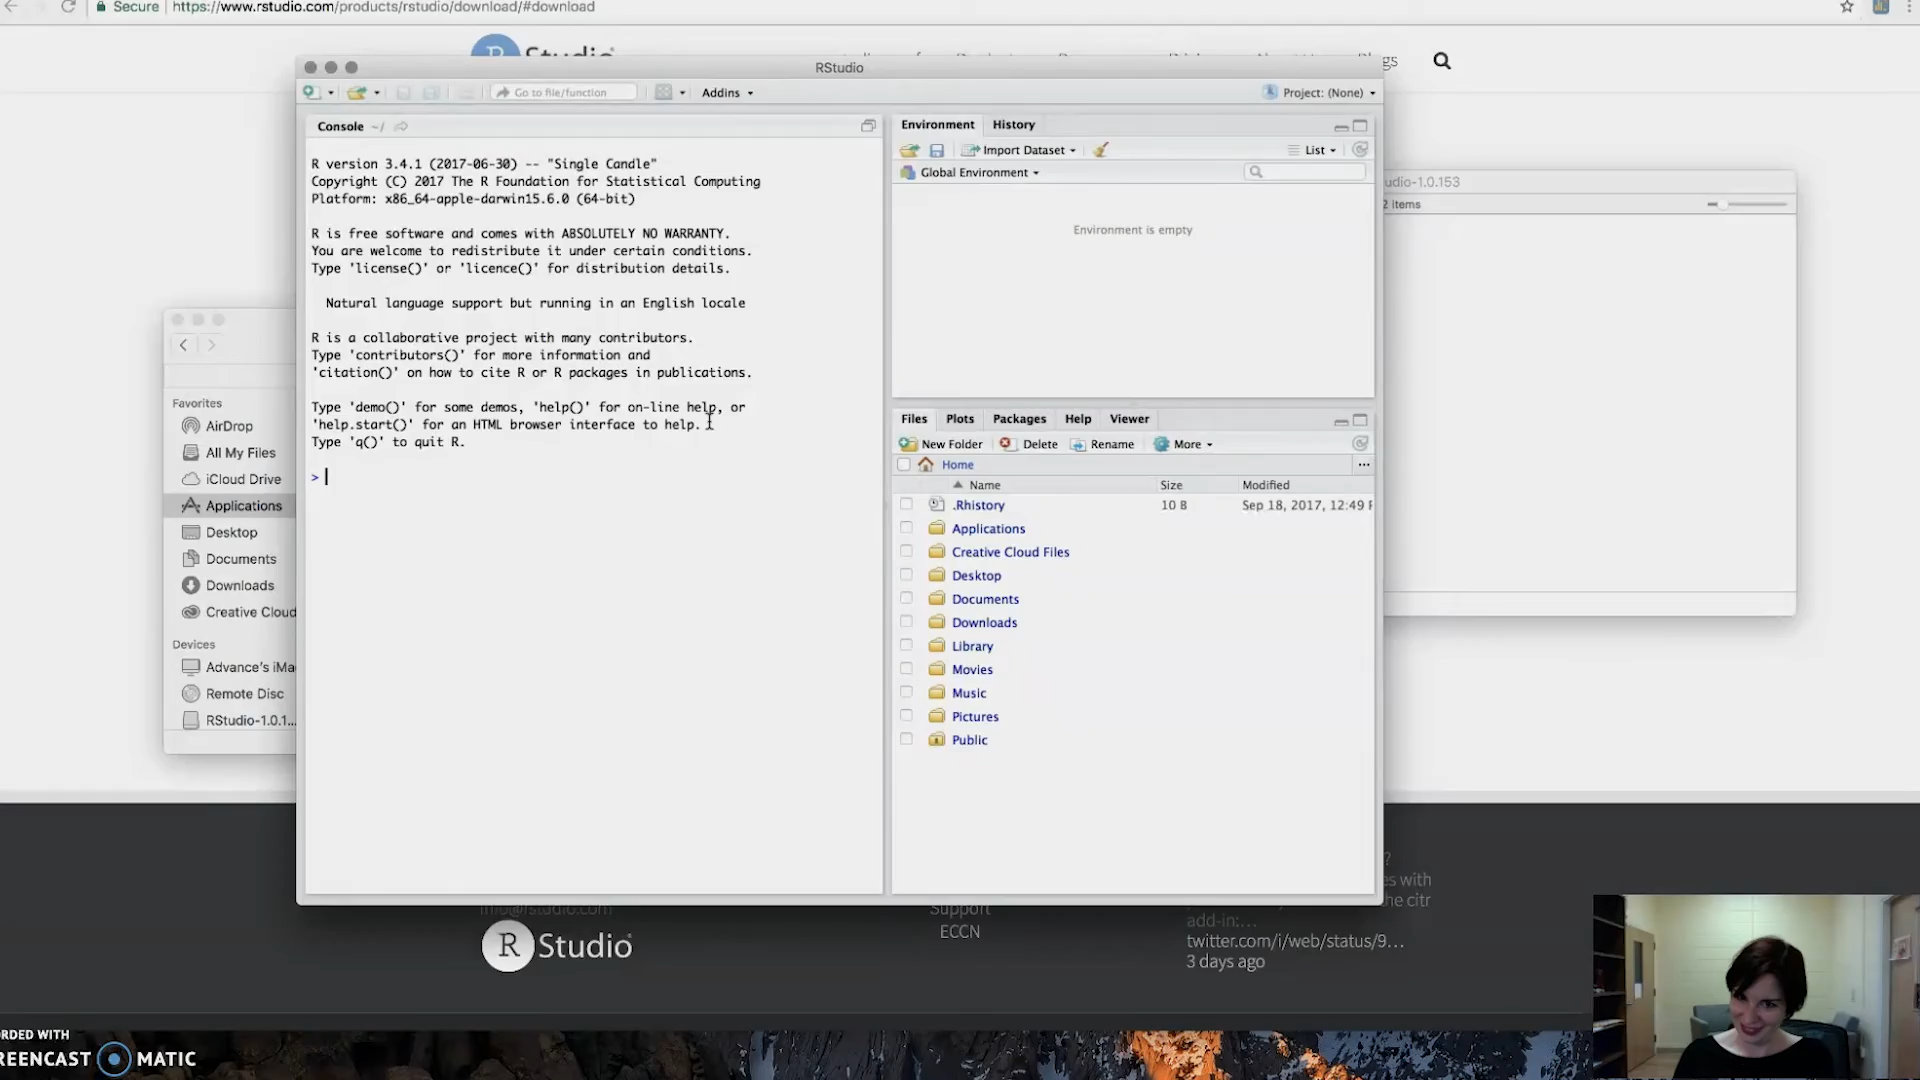 Secure https://www.rstudio.com/products/rstudio/download/#download
RStudio
Go to file/function
Addins
Project: (None)
Console ~/
R version 3.4.1 (2017-06-30) -- "Single Candle"
Copyright (C) 2017 The R Foundation for Statistical Computing
Platform: x86_64-apple-darwin15.6.0 (64-bit)
R is free software and comes with ABSOLUTELY NO WARRANTY.
You are welcome to redistribute it under certain conditions.
Type 'license()' or 'licence()' for distribution details.
Natural language support but running in an English locale
R is a collaborative project with many contributors.
Type 'contributors()' for more information and
'citation()' on how to cite R or R packages in publications.
Type 'demo()' for some demos, 'help()' for on-line help, or
'help.start()' for an HTML browser interface to help.
Type 'q()' to quit R.
>
Environment History
Import Dataset List
Global Environment
Environment is empty
Files Plots Packages Help Viewer
New Folder Delete Rename More
Home ...
Name Size Modified
.Rhistory 10 B Sep 18, 2017, 12:49
Applications
Creative Cloud Files
Desktop
Documents
Downloads
Library
Movies
Music
Pictures
Public
Favorites
AirDrop
All My Files
iCloud Drive
Applications
Desktop
Documents
Downloads
Creative Cloud
Devices
Advance's iMa
Remote Disc
RStudio-1.0.1...
udio-1.0.153
2 items
R Studio
Support
ECCN
?
es with
he citr
add-in:...
twitter.com/i/web/status/9...
3 days ago
ORDED WITH
REENCAST MATIC